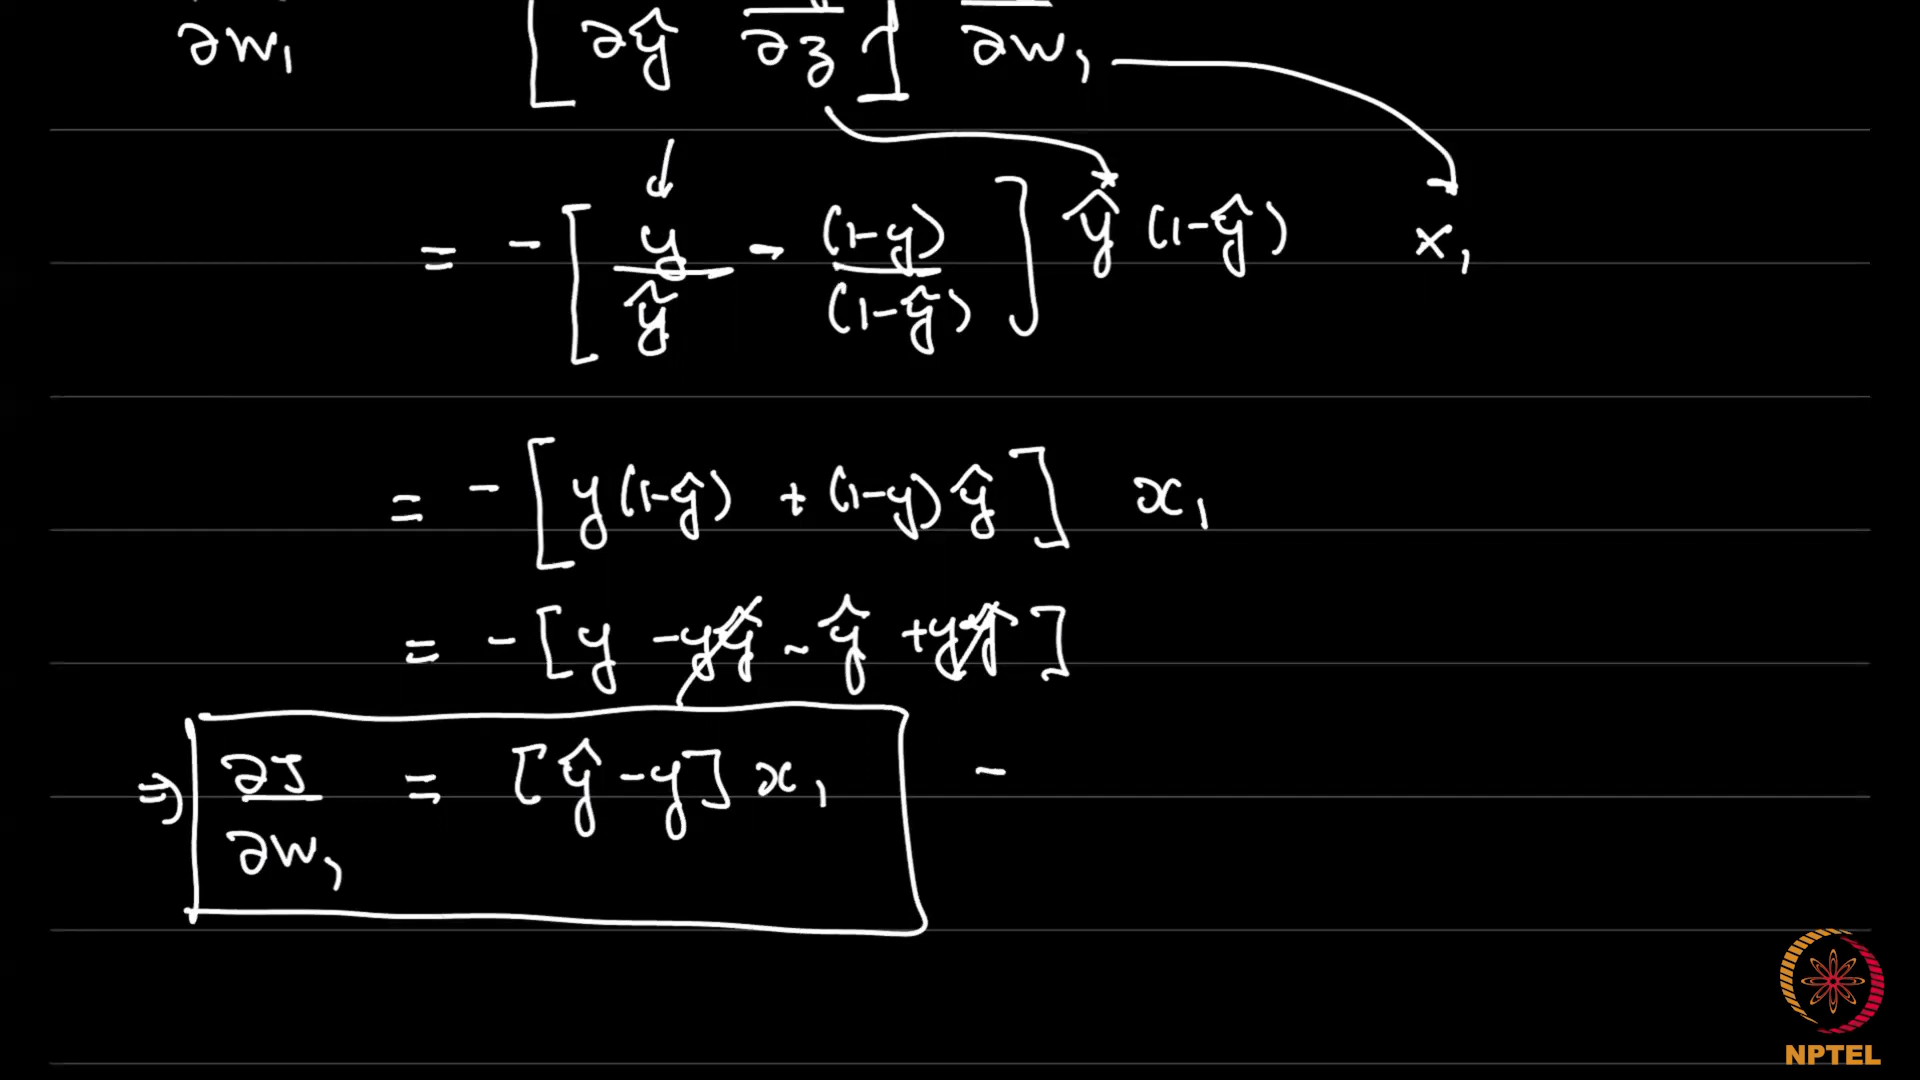 ∂w₁ [ ∂ŷ ∂z ] ∂w₁
= - [ y/ŷ - (1-y)/(1-ŷ) ] ŷ(1-ŷ) x₁
= - [ y(1-ŷ) + (1-y)ŷ ] x₁
= - [ y - yŷ - ŷ + yŷ ]
⇒ ∂J/∂w₁ = [ŷ - y] x₁ -
NPTEL